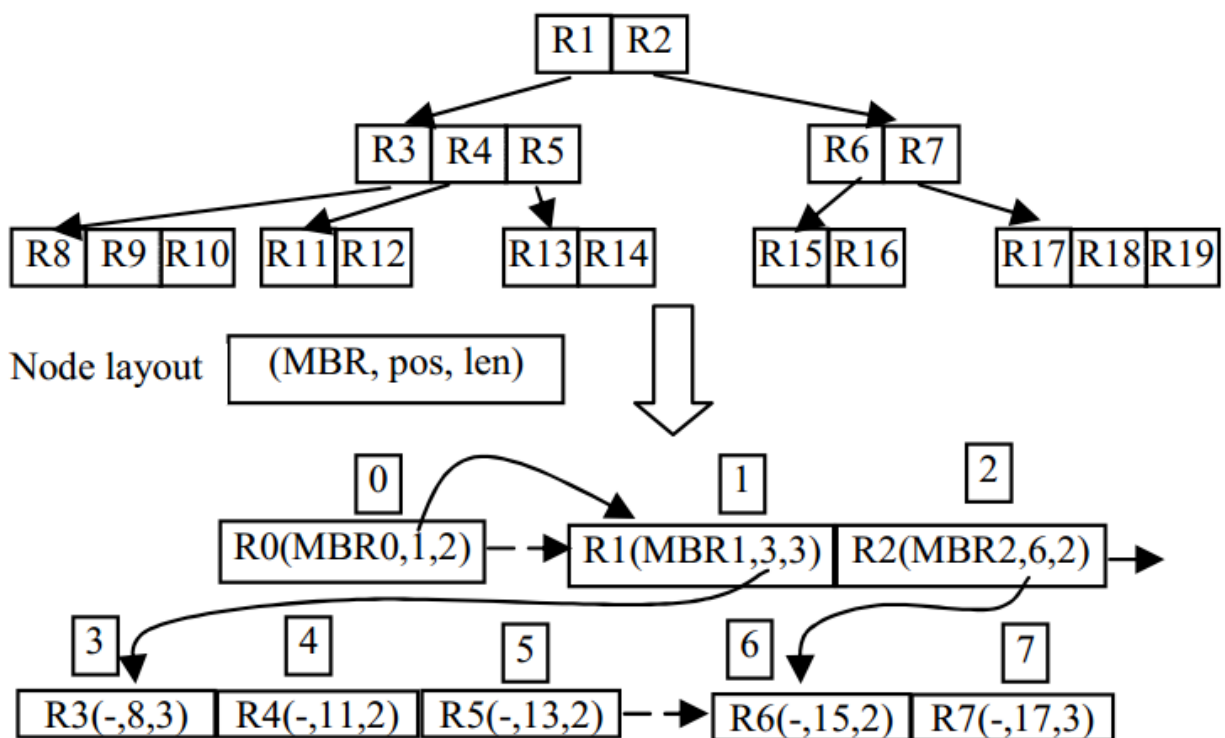 R1 R2
R3 R4 R5 R6 R7
R8 R9 R10 R11 R12 R13 R14 R15 R16 R17 R18 R19
Node layout (MBR, pos, len)
0 1 2
R0(MBR0,1,2) R1(MBR1,3,3) R2(MBR2,6,2)
3 4 5 6 7
R3(-,8,3) R4(-,11,2) R5(-,13,2) R6(-,15,2) R7(-,17,3)